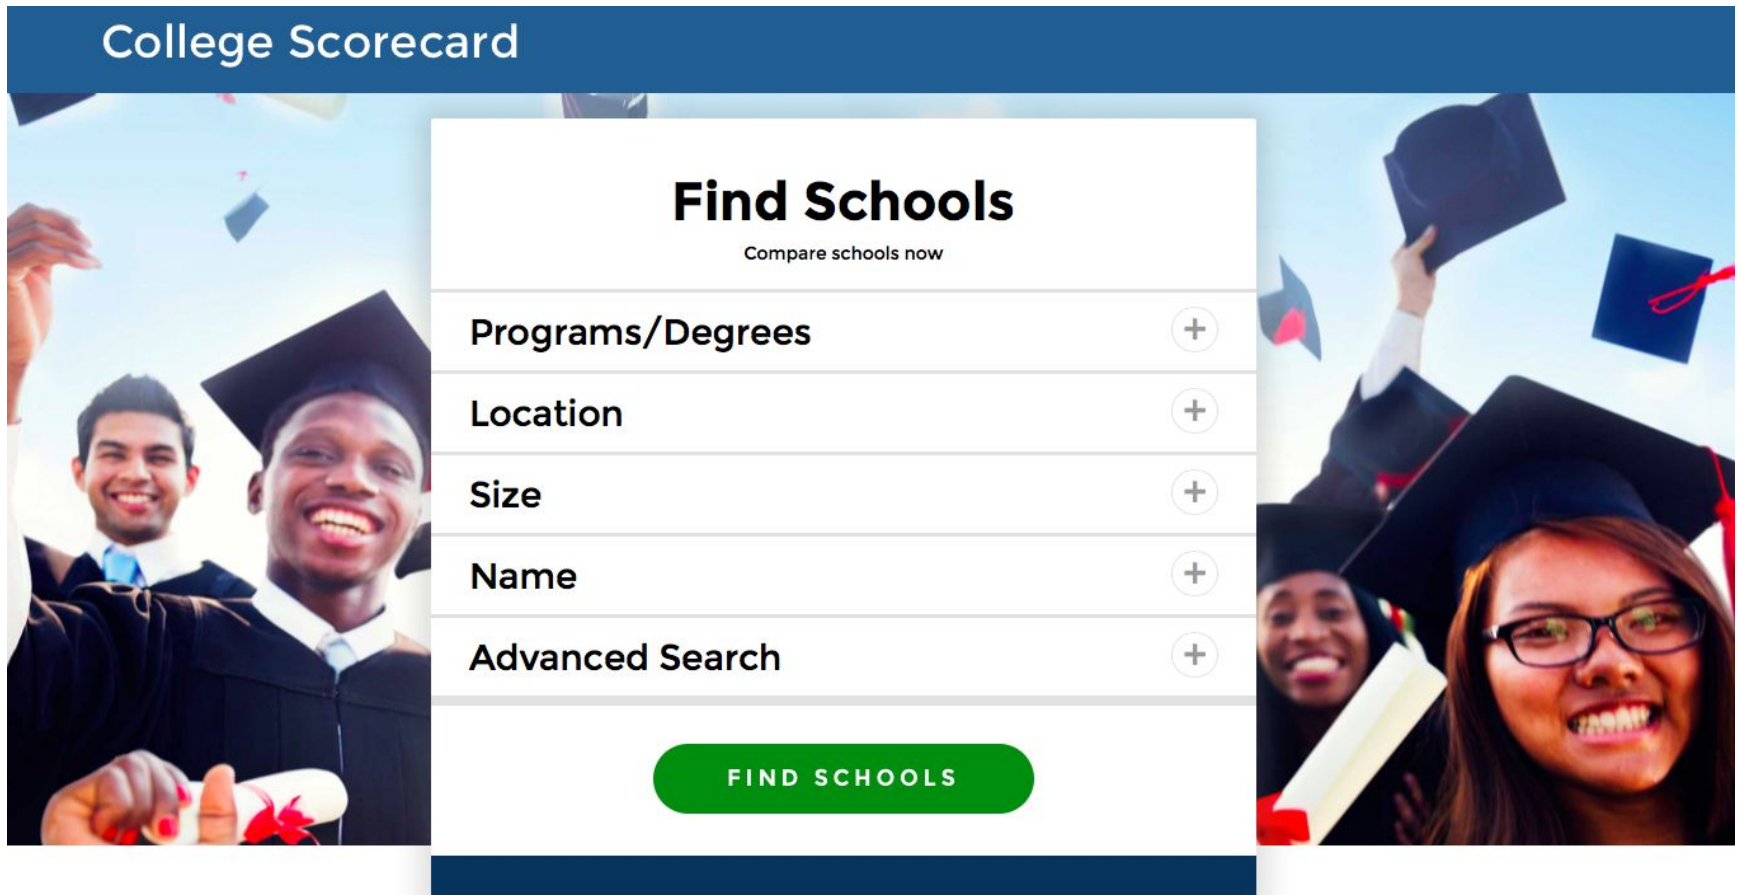 College Scorecard
Find Schools
Compare schools now
Programs/Degrees
Location
Size
Name
Advanced Search
FIND SCHOOLS